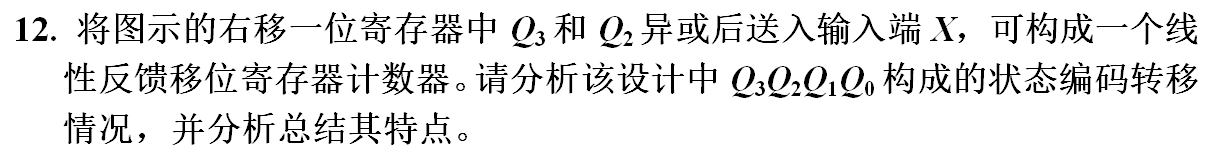 12. 将图示的右移一位寄存器中 Q₃ 和 Q₂ 异或后送入输入端 X，可构成一个线
性反馈移位寄存器计数器。请分析该设计中 Q₃Q₂Q₁Q₀ 构成的状态编码转移
情况，并分析总结其特点。